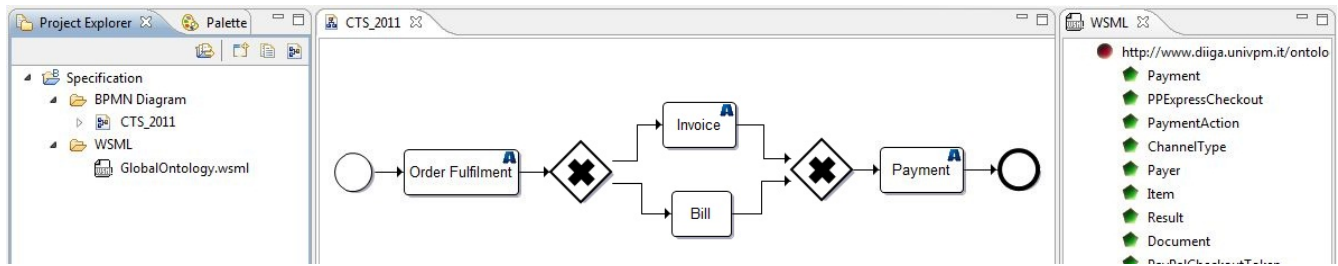 Project Explorer
Palette
Specification
BPMN Diagram
CTS_2011
WSML
GlobalOntology.wsml
CTS_2011
Order Fulfilment
A
Invoice
A
Bill
Payment
A
WSML
http://www.diiga.univpm.it/ontolo
Payment
PPExpressCheckout
PaymentAction
ChannelType
Payer
Item
Result
Document
PayPalCheckoutToken